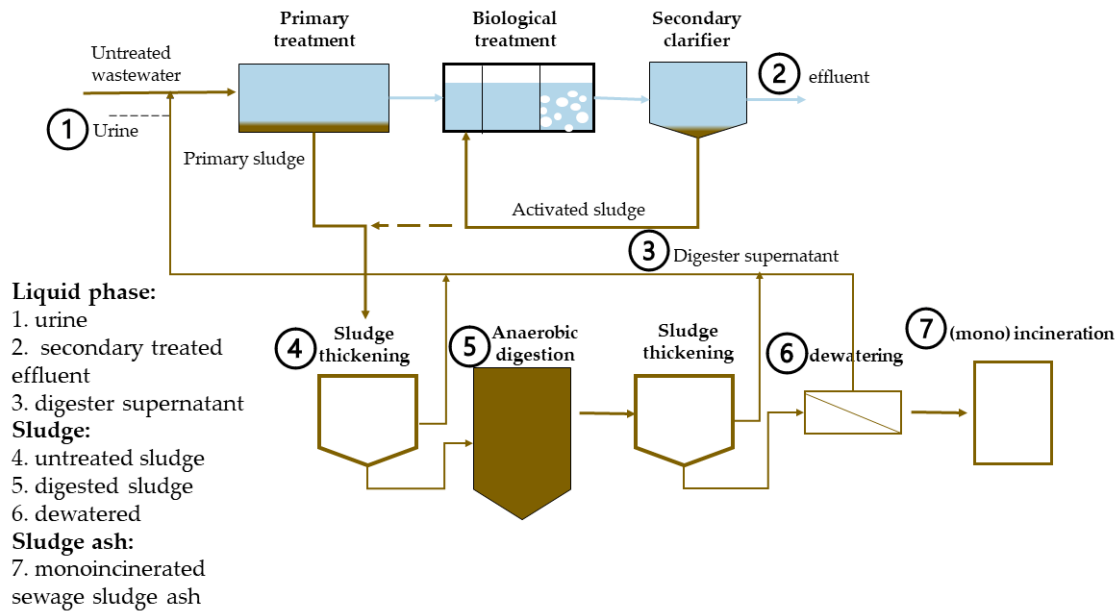 Primary
treatment
Biological
treatment
Secondary
clarifier
Untreated
wastewater
2 effluent
1 Urine
Primary sludge
Activated sludge
3 Digester supernatant
Liquid phase:
1. urine
2. secondary treated
effluent
3. digester supernatant
Sludge:
4. untreated sludge
5. digested sludge
6. dewatered
Sludge ash:
7. monoincinerated
sewage sludge ash
4 Sludge
thickening
5 Anaerobic
digestion
Sludge
thickening
6 dewatering
7 (mono) incineration